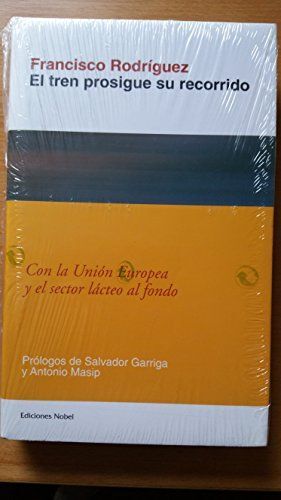 Francisco Rodríguez
El tren prosigue su recorrido
Con la Unión Europea
y el sector lácteo al fondo
Prólogos de Salvador Garriga
y Antonio Masip
Ediciones Nobel